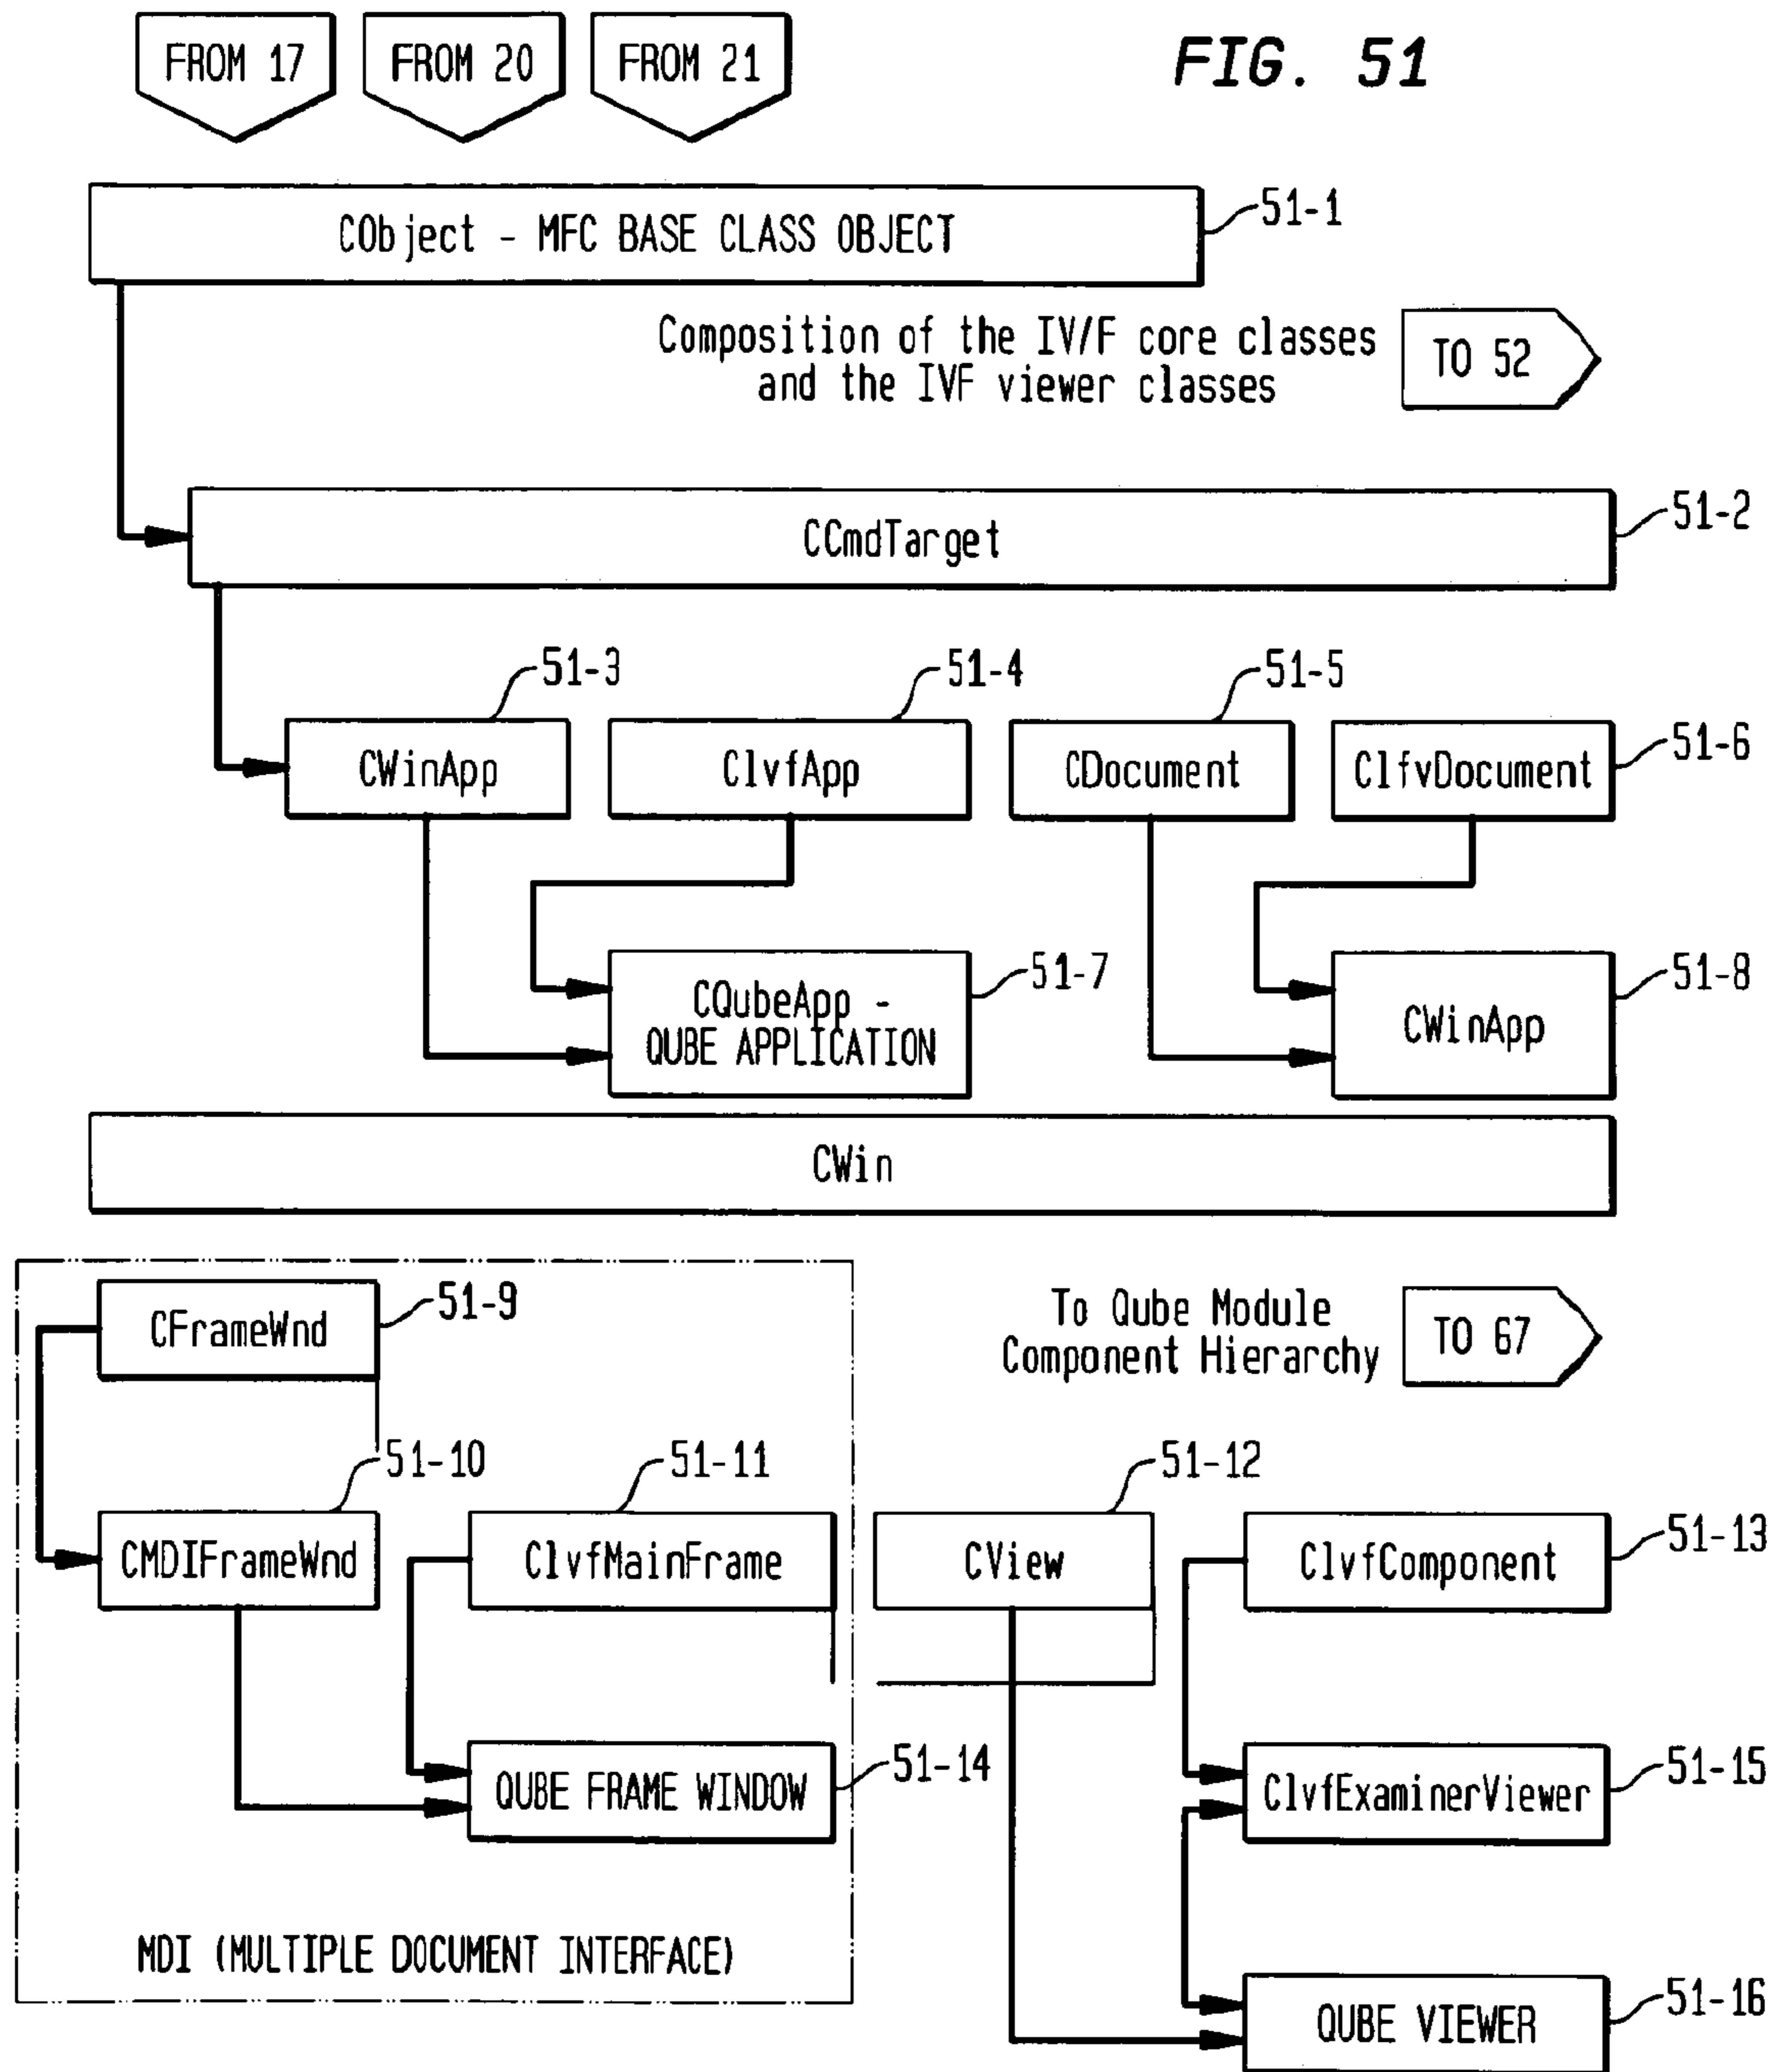 FROM 17
FROM 20
FROM 21
FIG. 51
CObject - MFC BASE CLASS OBJECT
51-1
Composition of the IV/F core classes
and the IVF viewer classes
TO 52
CCmdTarget
51-2
51-3
51-4
51-5
51-6
CWinApp
ClvfApp
CDocument
ClfvDocument
51-7
51-8
CQubeApp -
QUBE APPLICATION
CWinApp
CWin
CFrameWnd
51-9
To Qube Module
Component Hierarchy
TO 67
51-10
51-11
51-12
51-13
CMDIFrameWnd
ClvfMainFrame
CView
ClvfComponent
QUBE FRAME WINDOW
51-14
ClvfExaminerViewer
51-15
MDI (MULTIPLE DOCUMENT INTERFACE)
QUBE VIEWER
51-16